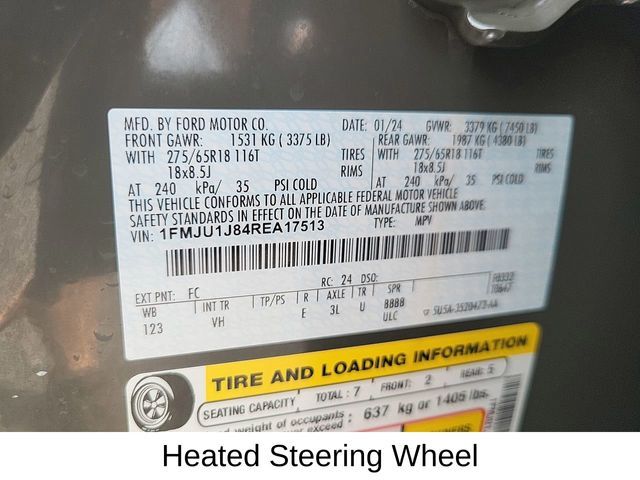 MFD. BY FORD MOTOR CO.
DATE: 01/24 GVWR: 3379 KG (7450 LB)
FRONT GAWR: 1531 KG (3375 LB)
REAR GAWR: 1987 KG (4380 LB)
WITH 275/65R18 116T TIRES
WITH 275/65R18 116T TIRES
18x8.5J RIMS
18x8.5J RIMS
AT 240 kPa/ 35 PSI COLD
AT 240 kPa/ 35 PSI COLD
THIS VEHICLE CONFORMS TO ALL APPLICABLE FEDERAL MOTOR VEHICLE
SAFETY STANDARDS IN EFFECT ON THE DATE OF MANUFACTURE SHOWN ABOVE.
VIN: 1FMJU1J84REA17513
TYPE: MPV
EXT PNT: FC RC: 24 DSO:
WB INT TR TP/PS R AXLE TR SPR
123 VH E 3L U BBBB
ULC
TIRE AND LOADING INFORMATION
SEATING CAPACITY TOTAL: 7 FRONT: 2 REAR: 5
weight of occupants 637 kg or 1405 lbs.
exceed
Heated Steering Wheel